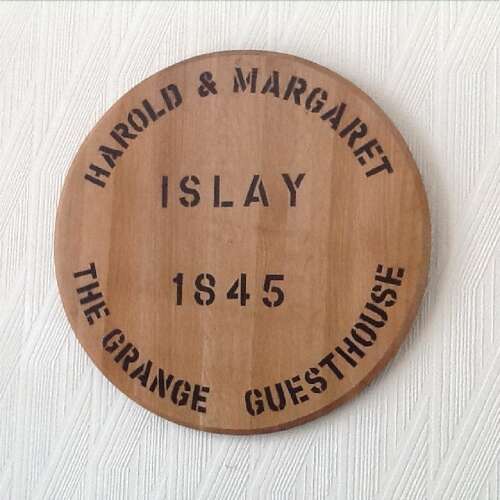 HAROLD & MARGARET
ISLAY
1845
THE GRANGE GUESTHOUSE